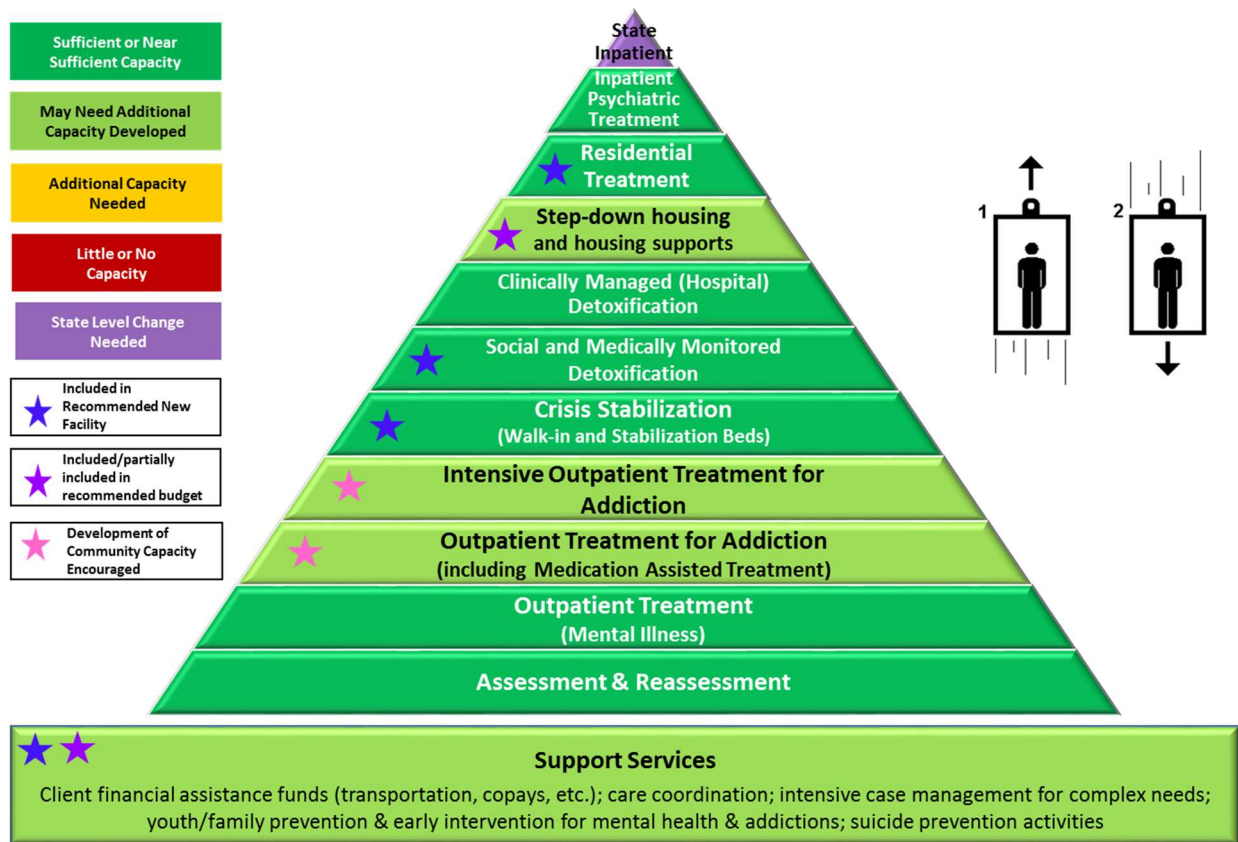 Sufficient or Near
Sufficient Capacity
May Need Additional
Capacity Developed
Additional Capacity
Needed
Little or No
Capacity
State Level Change
Needed
Included in
Recommended New
Facility
Included/partially
included in
recommended budget
Development of
Community Capacity
Encouraged
State
Inpatient
Inpatient
Psychiatric
Treatment
Residential
Treatment
Step-down housing
and housing supports
Clinically Managed (Hospital)
Detoxification
Social and Medically Monitored
Detoxification
Crisis Stabilization
(Walk-in and Stabilization Beds)
Intensive Outpatient Treatment for
Addiction
Outpatient Treatment for Addiction
(including Medication Assisted Treatment)
Outpatient Treatment
(Mental Illness)
Assessment & Reassessment
1
2
Support Services
Client financial assistance funds (transportation, copays, etc.); care coordination; intensive case management for complex needs;
youth/family prevention & early intervention for mental health & addictions; suicide prevention activities